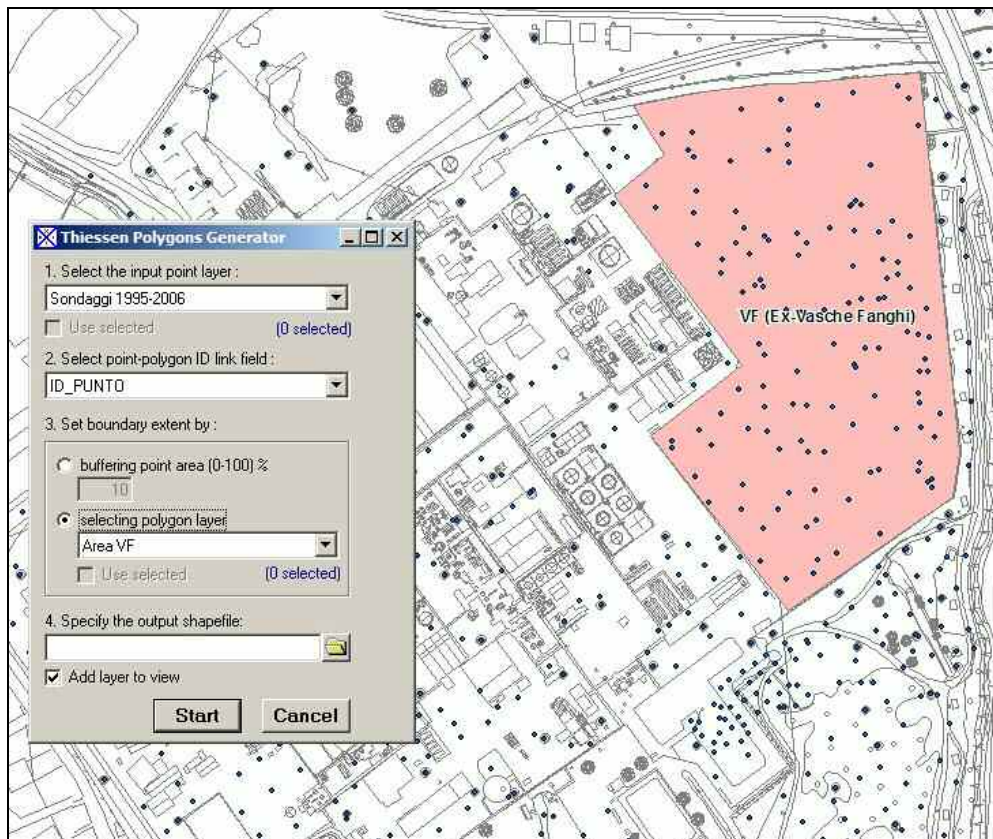 Thiessen Polygons Generator
1. Select the input point layer :
Sondaggi 1995-2006
Use selected
(0 selected)
2. Select point-polygon ID link field :
ID_PUNTO
3. Set boundary extent by :
buffering point area (0-100) %
10
selecting polygon layer
Area VF
Use selected
(0 selected)
4. Specify the output shapefile:
Add layer to view
Start
Cancel
VF (Ex-Vasche Fanghi)